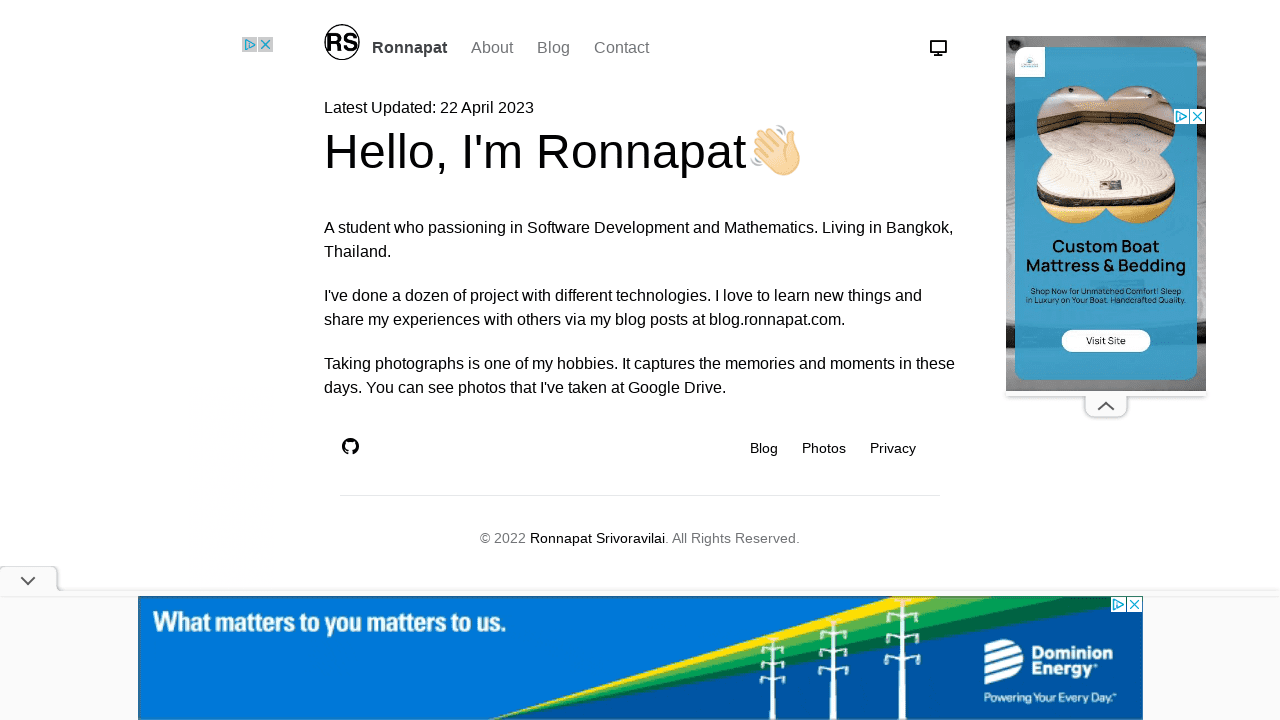 RS
Ronnapat About Blog Contact
Latest Updated: 22 April 2023
Hello, I'm Ronnapat👋🏻
A student who passioning in Software Development and Mathematics. Living in Bangkok,
Thailand.
I've done a dozen of project with different technologies. I love to learn new things and
share my experiences with others via my blog posts at blog.ronnapat.com.
Taking photographs is one of my hobbies. It captures the memories and moments in these
days. You can see photos that I've taken at Google Drive.
Blog Photos Privacy
© 2022 Ronnapat Srivoravilai. All Rights Reserved.
Custom Boat
Mattress & Bedding
Shop Now for Unmatched Comfort! Sleep
in Luxury on Your Boat. Handcrafted Quality.
Visit Site
What matters to you matters to us.
Dominion
Energy®
Powering Your Every Day.℠